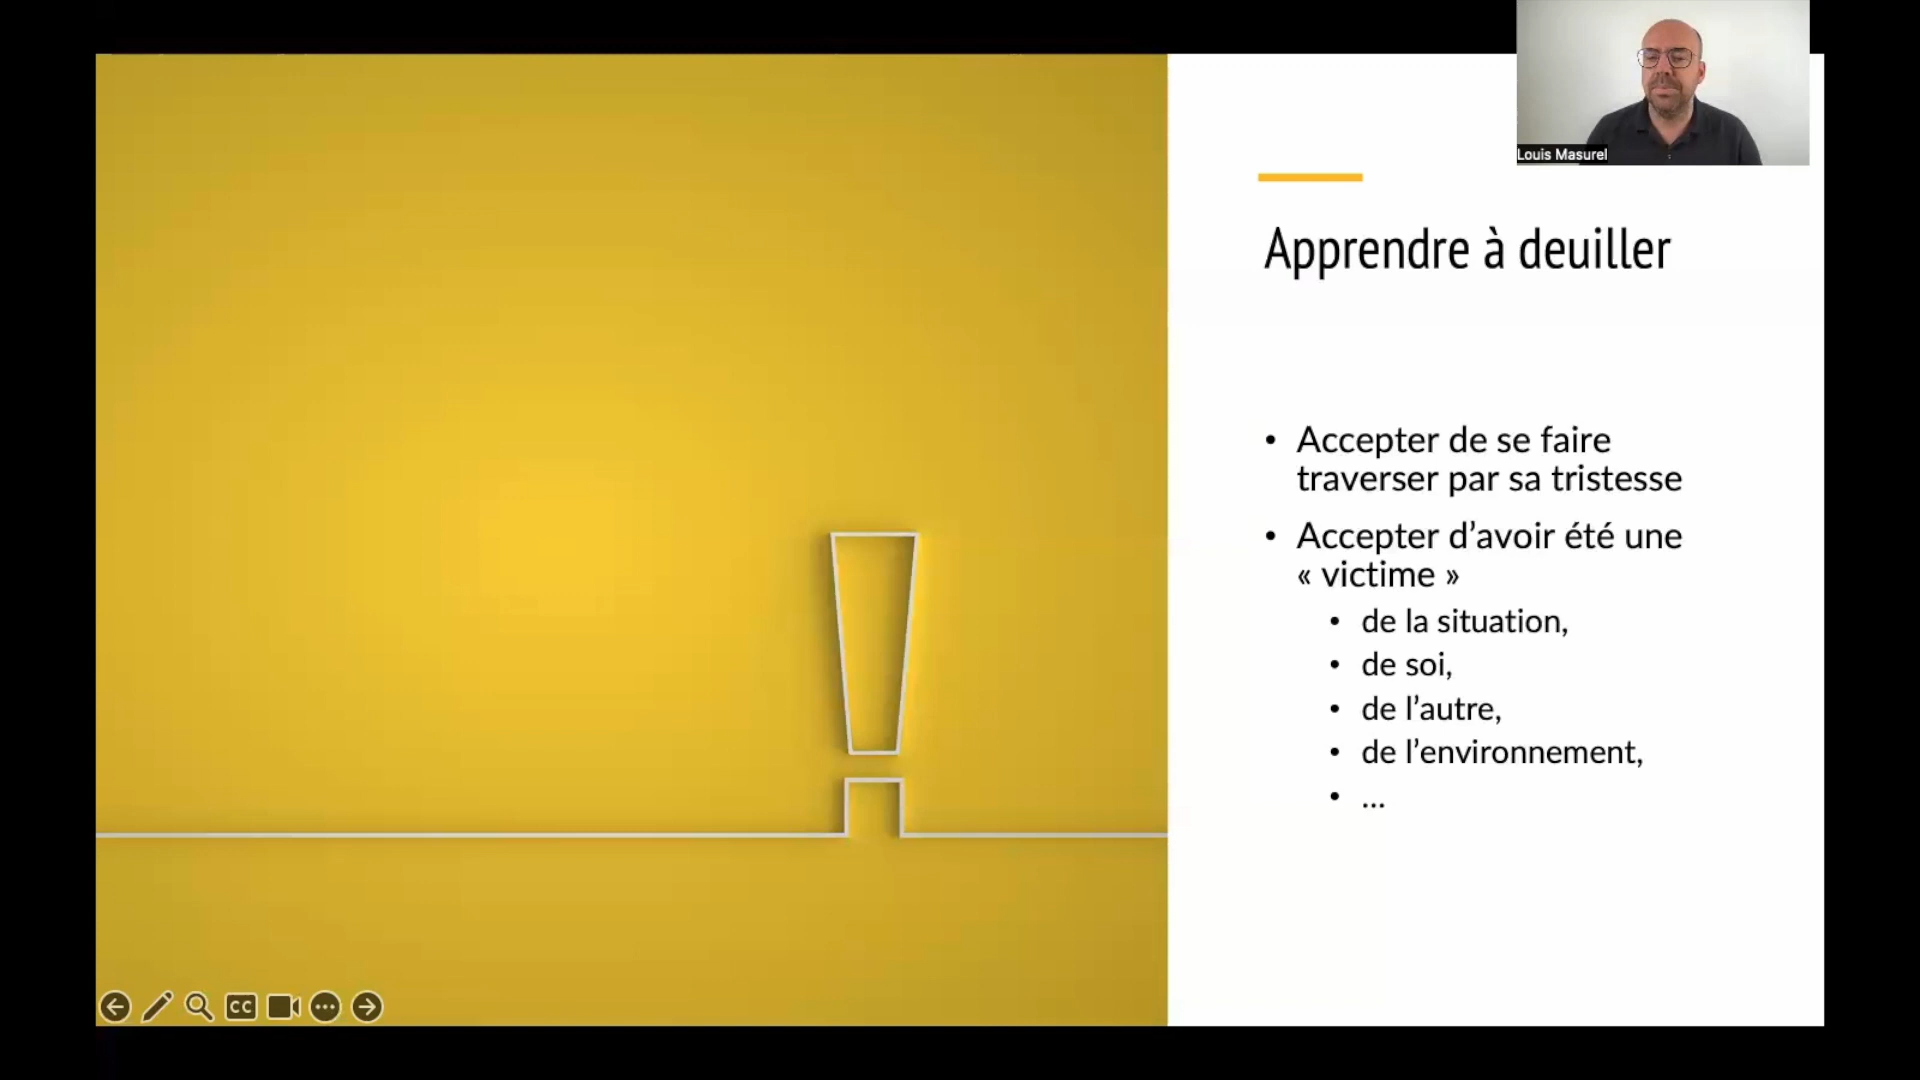 Louis Masurel
Apprendre à deuiller
• Accepter de se faire
traverser par sa tristesse
• Accepter d’avoir été une
« victime »
• de la situation,
• de soi,
• de l’autre,
• de l’environnement,
• ...
CC